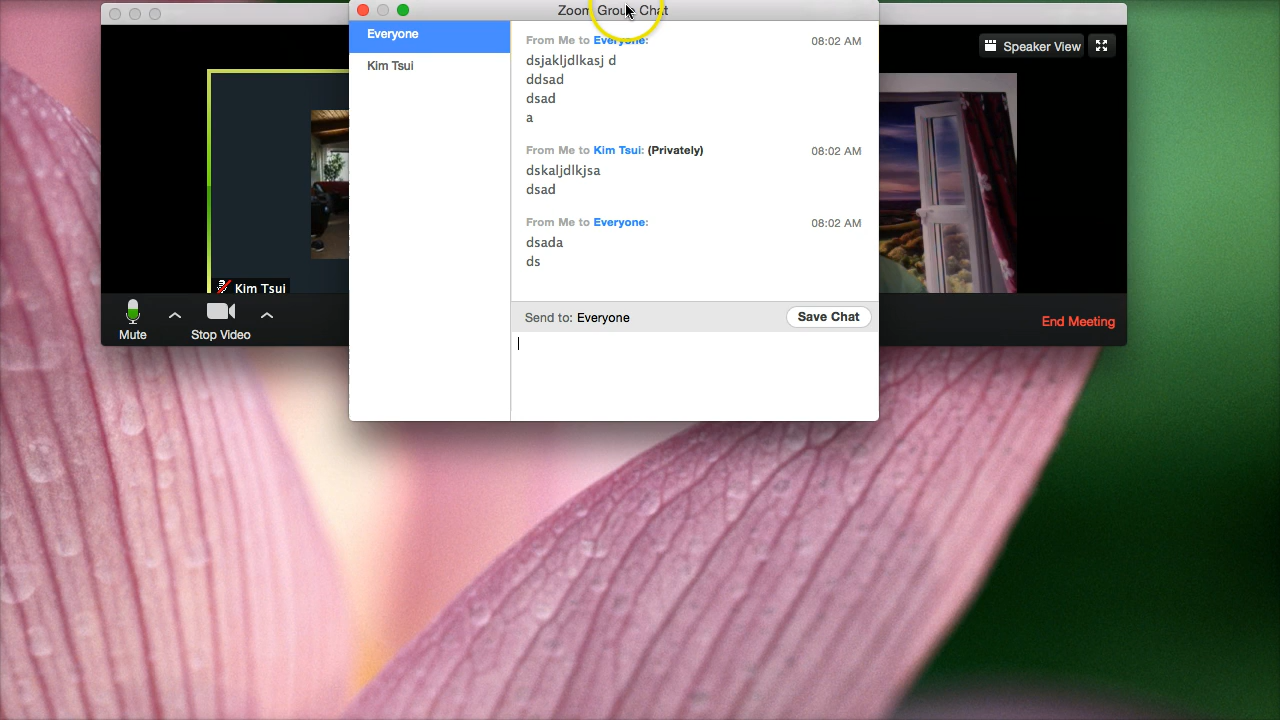 Zoom Group Chat
Everyone
Kim Tsui
From Me to Everyone: 08:02 AM
dsjakljdlkasj d
ddsad
dsad
a
From Me to Kim Tsui: (Privately) 08:02 AM
dskaljdlkjsa
dsad
From Me to Everyone: 08:02 AM
dsada
ds
Send to: Everyone Save Chat
Speaker View
Kim Tsui
Mute
Stop Video
End Meeting